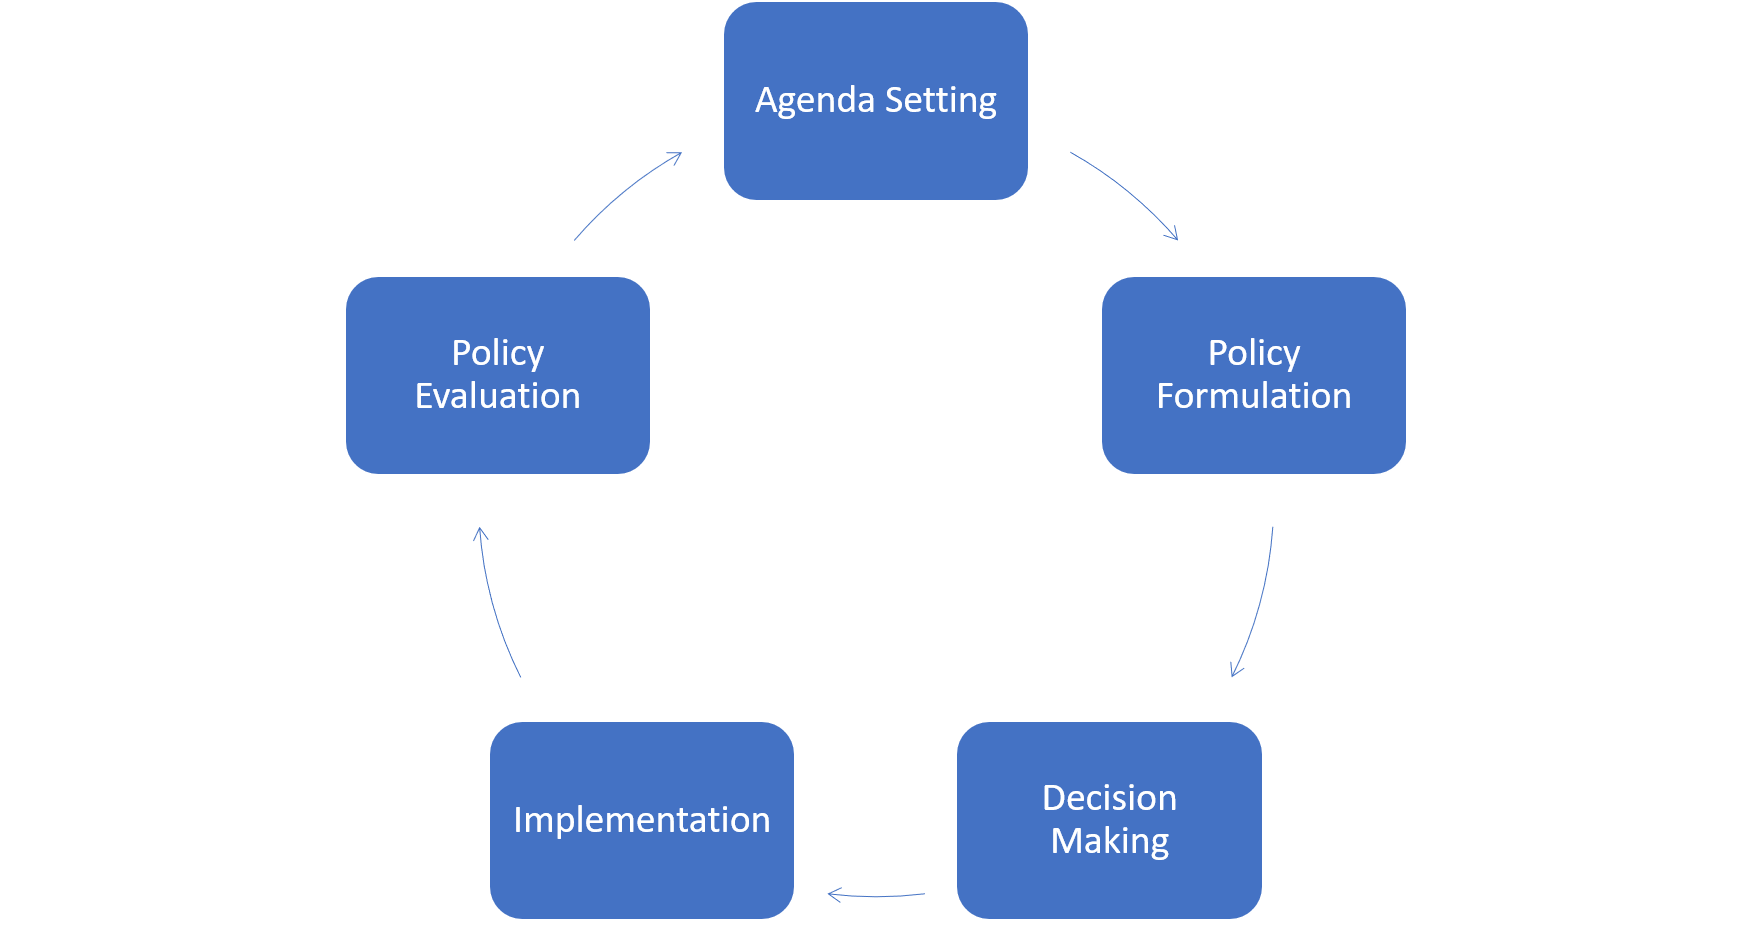 Agenda Setting
Policy
Formulation
Decision
Making
Implementation
Policy
Evaluation